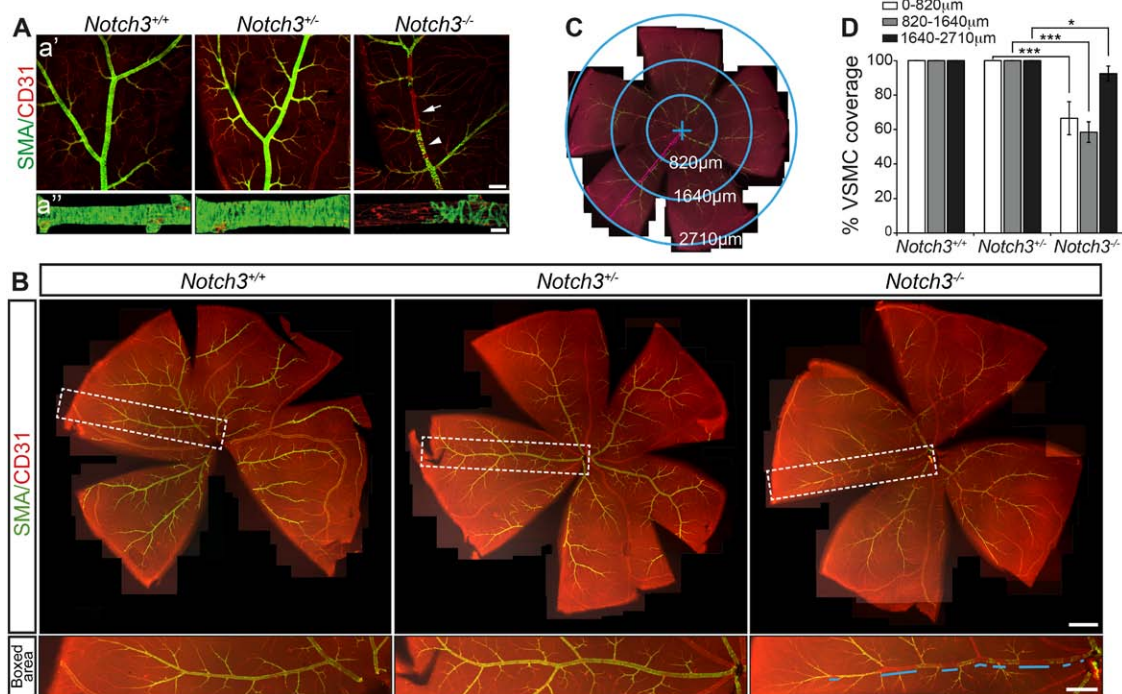 A
Notch3+/+
Notch3+/-
Notch3-/-
SMA/CD31
a'
a''
C
820µm
1640µm
2710µm
D
0-820µm
820-1640µm
1640-2710µm
*
***
***
% VSMC coverage
100
80
60
40
20
0
Notch3+/+
Notch3+/-
Notch3-/-
B
Notch3+/+
Notch3+/-
Notch3-/-
SMA/CD31
Boxed
area